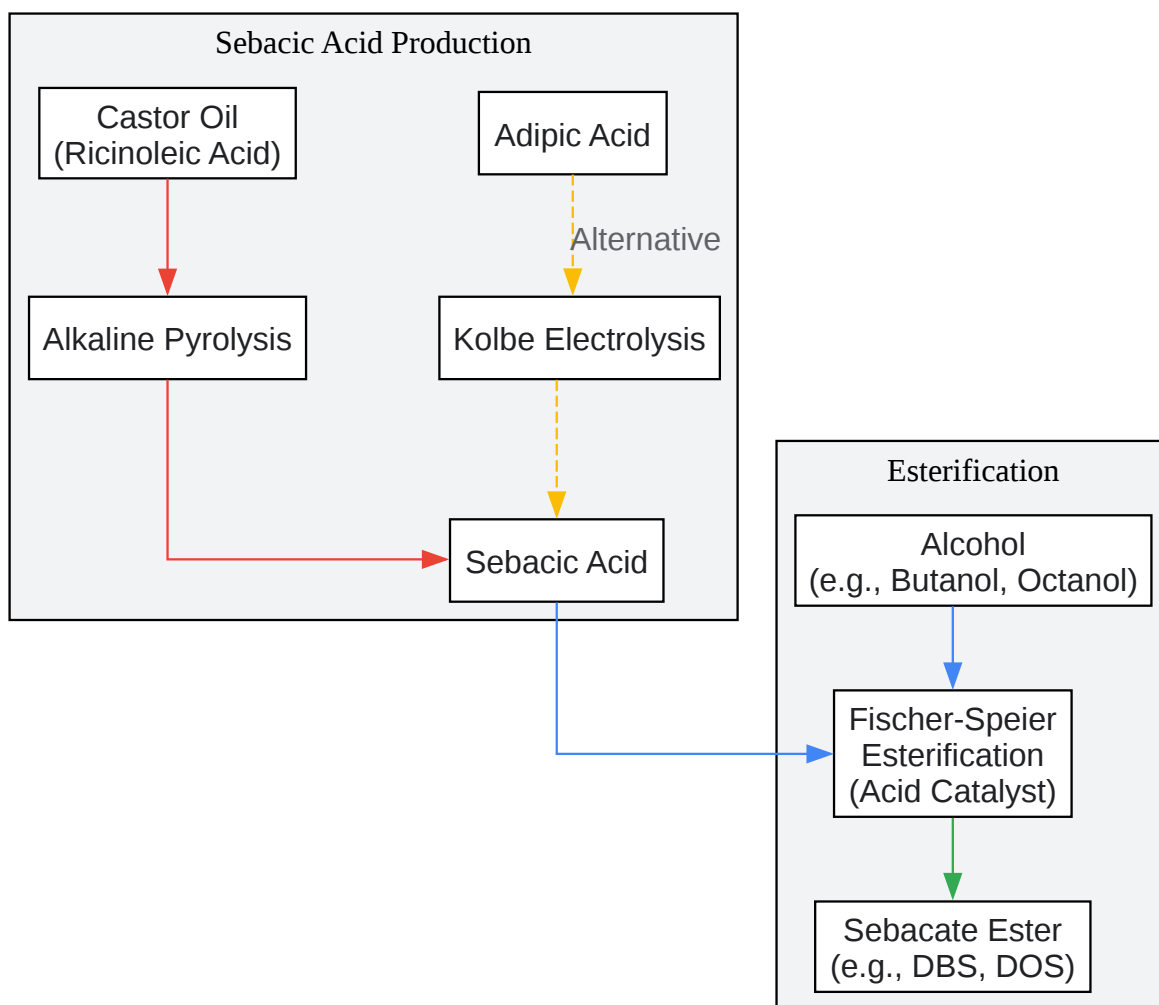 Sebacic Acid Production
Castor Oil
(Ricinoleic Acid)
Adipic Acid
Alternative
Alkaline Pyrolysis
Kolbe Electrolysis
Sebacic Acid
Esterification
Alcohol
(e.g., Butanol, Octanol)
Fischer-Speier
Esterification
(Acid Catalyst)
Sebacate Ester
(e.g., DBS, DOS)